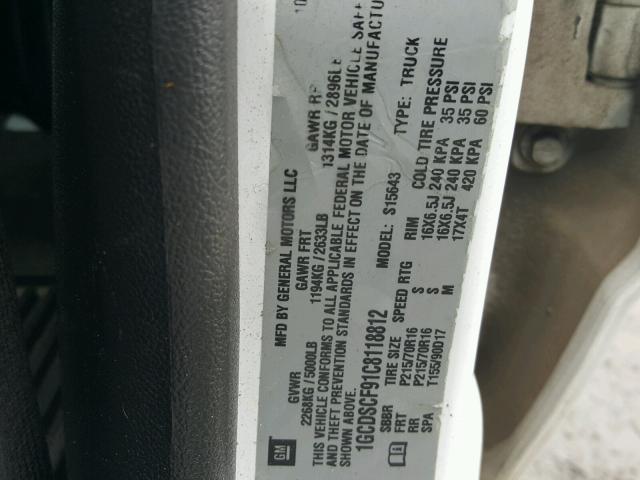 MFD BY GENERAL MOTORS LLC
GM
GVWR GAWR FRT GAWR RR
2268KG / 5000LB 1194KG / 2633LB 1314KG / 2896LB
THIS VEHICLE CONFORMS TO ALL APPLICABLE FEDERAL MOTOR VEHICLE SAF
AND THEFT PREVENTION STANDARDS IN EFFECT ON THE DATE OF MANUFACTU
SHOWN ABOVE.
1GCDSCF91C8118812 MODEL: S15643 TYPE: TRUCK
SBBR TIRE SIZE SPEED RTG RIM COLD TIRE PRESSURE
FRT P215/70R16 S 16X6.5J 240 KPA 35 PSI
RR P215/70R16 S 16X6.5J 240 KPA 35 PSI
SPA T155/90D17 M 17X4T 420 KPA 60 PSI